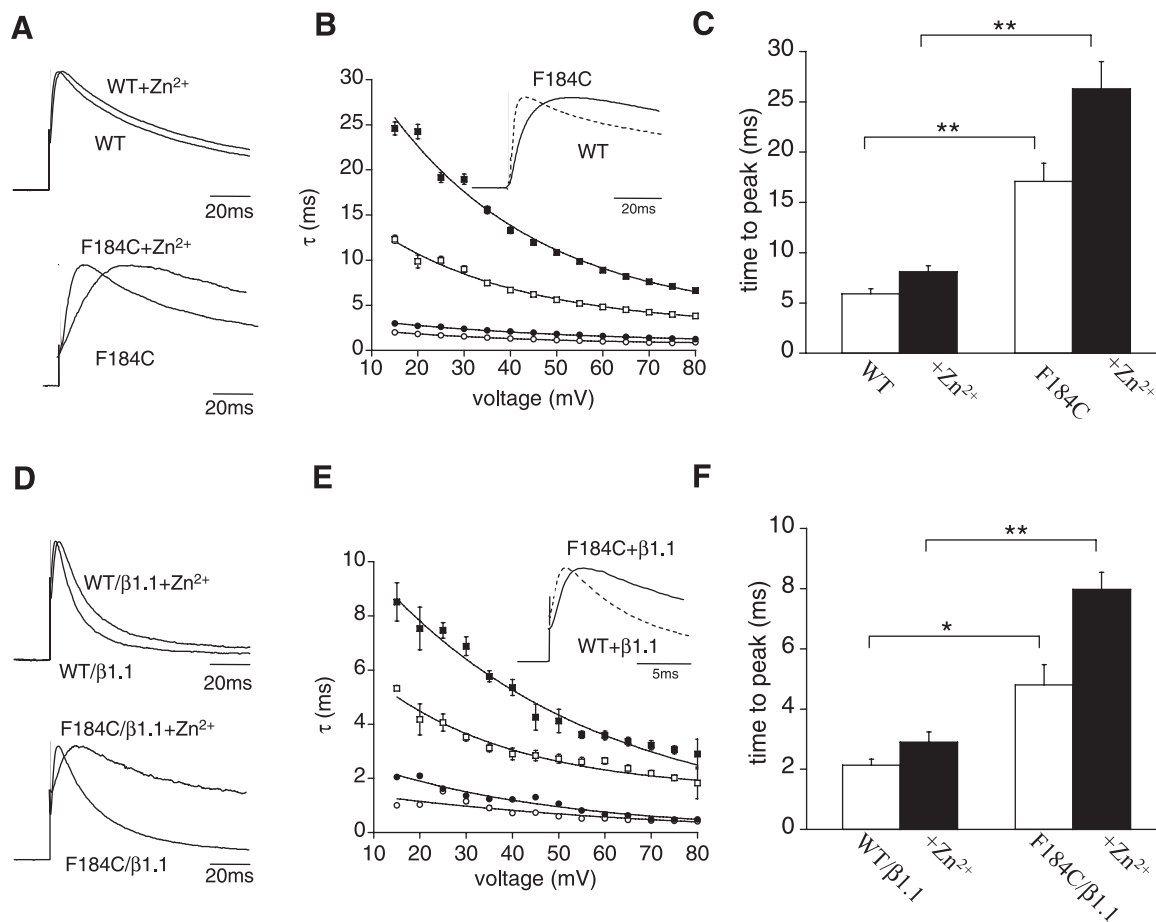 A
WT+Zn²⁺
WT
20ms
F184C+Zn²⁺
F184C
20ms
B
30
25
20
15
10
5
0
τ (ms)
10 20 30 40 50 60 70 80
voltage (mV)
F184C
WT
20ms
C
30
25
20
15
10
5
0
time to peak (ms)
**
**
WT
+Zn²⁺
F184C
+Zn²⁺
D
WT/β1.1+Zn²⁺
WT/β1.1
20ms
F184C/β1.1+Zn²⁺
F184C/β1.1
20ms
E
10
8
6
4
2
0
τ (ms)
10 20 30 40 50 60 70 80
voltage (mV)
F184C+β1.1
WT+β1.1
5ms
F
10
8
6
4
2
0
time to peak (ms)
**
*
WT/β1.1
+Zn²⁺
F184C/β1.1
+Zn²⁺